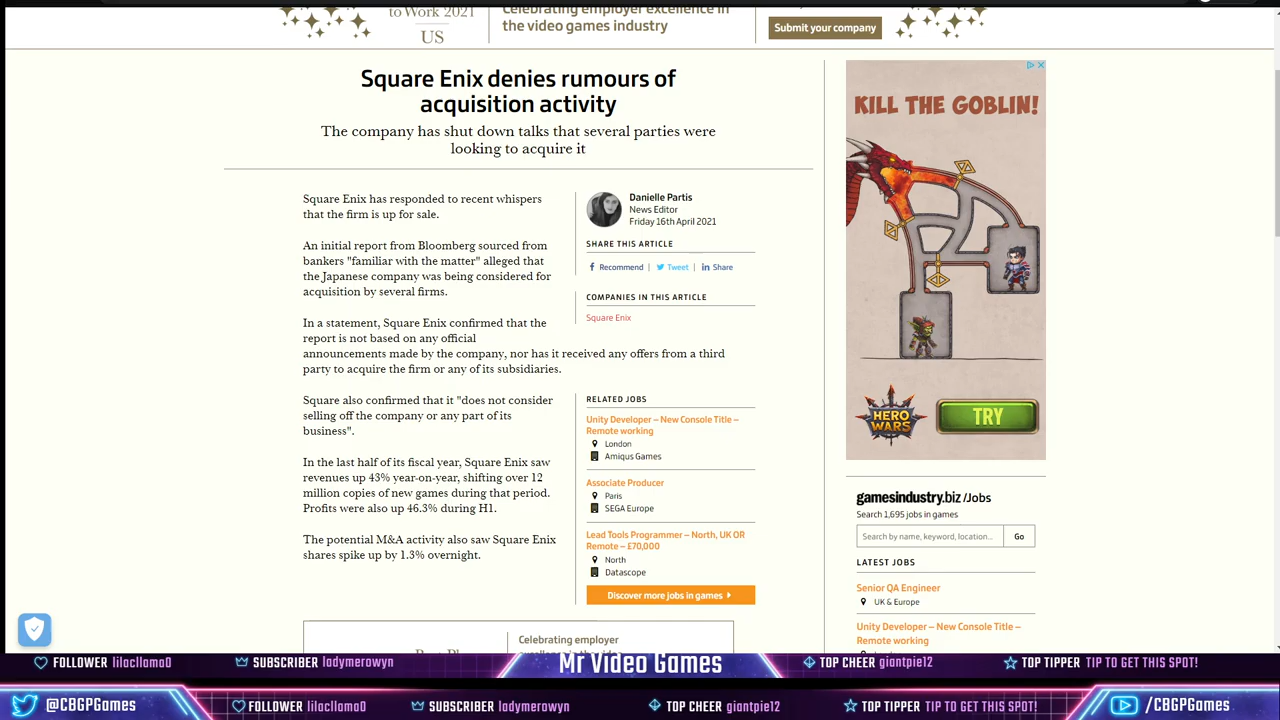 to Work 2021
US
Celebrating employer excellence in
the video games industry
Submit your company
Square Enix denies rumours of
acquisition activity
The company has shut down talks that several parties were
looking to acquire it
Square Enix has responded to recent whispers
that the firm is up for sale.
An initial report from Bloomberg sourced from
bankers "familiar with the matter" alleged that
the Japanese company was being considered for
acquisition by several firms.
In a statement, Square Enix confirmed that the
report is not based on any official
announcements made by the company, nor has it received any offers from a third
party to acquire the firm or any of its subsidiaries.
Square also confirmed that it "does not consider
selling off the company or any part of its
business".
In the last half of its fiscal year, Square Enix saw
revenues up 43% year-on-year, shifting over 12
million copies of new games during that period.
Profits were also up 46.3% during H1.
The potential M&A activity also saw Square Enix
shares spike up by 1.3% overnight.
Danielle Partis
News Editor
Friday 16th April 2021
SHARE THIS ARTICLE
Recommend | Tweet | in Share
COMPANIES IN THIS ARTICLE
Square Enix
RELATED JOBS
Unity Developer – New Console Title –
Remote working
London
Amiqus Games
Associate Producer
Paris
SEGA Europe
Lead Tools Programmer – North, UK OR
Remote – £70,000
North
Datascope
Discover more jobs in games
Celebrating employer
KILL THE GOBLIN!
HERO
WARS
TRY
gamesindustry.biz /Jobs
Search 1,695 jobs in games
Search by name, keyword, location...
Go
LATEST JOBS
Senior QA Engineer
UK & Europe
Unity Developer – New Console Title –
Remote working
FOLLOWER lilacllama0
SUBSCRIBER ladymerowyn
Mr Video Games
TOP CHEER giantpie12
TOP TIPPER TIP TO GET THIS SPOT!
@CBGPGames
FOLLOWER lilacllama0
SUBSCRIBER ladymerowyn
TOP CHEER giantpie12
TOP TIPPER TIP TO GET THIS SPOT!
/CBGPGames